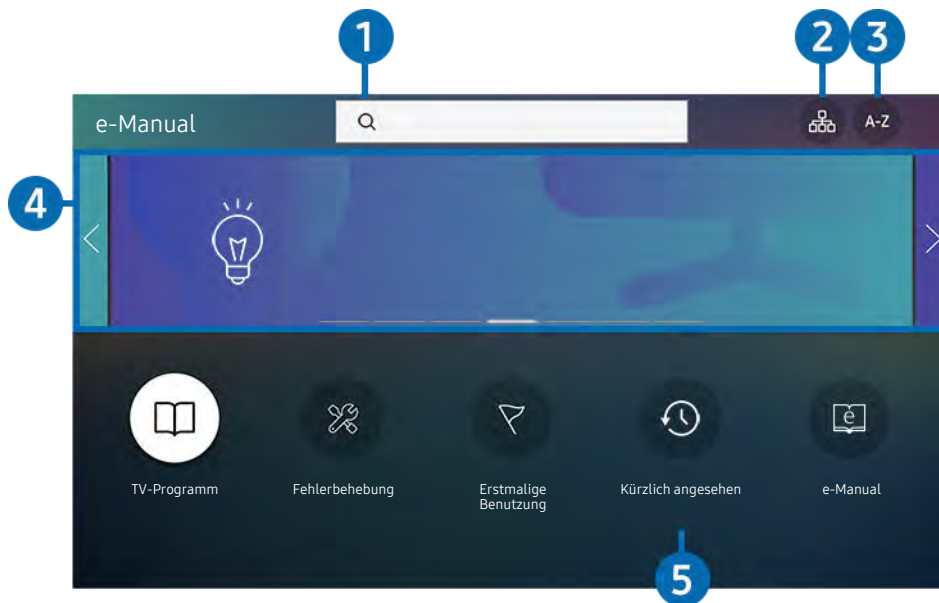 1
2
3
e-Manual
A-Z
4
e
TV-Programm
Fehlerbehebung
Erstmalige
Benutzung
Kürzlich angesehen
e-Manual
5